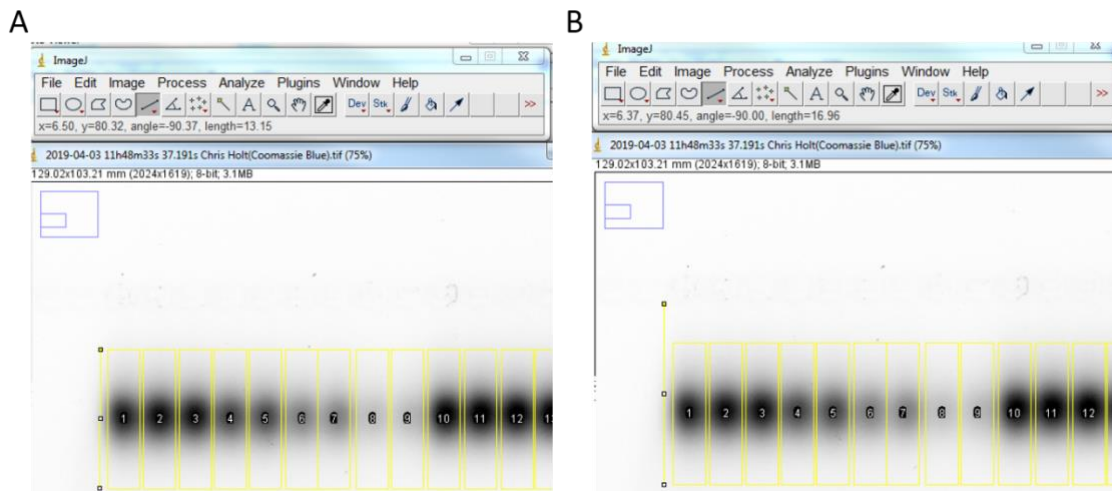 A
B
ImageJ
File Edit Image Process Analyze Plugins Window Help
A Dev Stk >>
x=6.50, y=80.32, angle=-90.37, length=13.15
2019-04-03 11h48m33s 37.191s Chris Holt(Coomassie Blue).tif (75%)
129.02x103.21 mm (2024x1619); 8-bit; 3.1MB
1 2 3 4 5 6 7 8 9 10 11 12
ImageJ
File Edit Image Process Analyze Plugins Window Help
A Dev Stk >>
x=6.37, y=80.45, angle=-90.00, length=16.96
2019-04-03 11h48m33s 37.191s Chris Holt(Coomassie Blue).tif (75%)
129.02x103.21 mm (2024x1619); 8-bit; 3.1MB
1 2 3 4 5 6 7 8 9 10 11 12